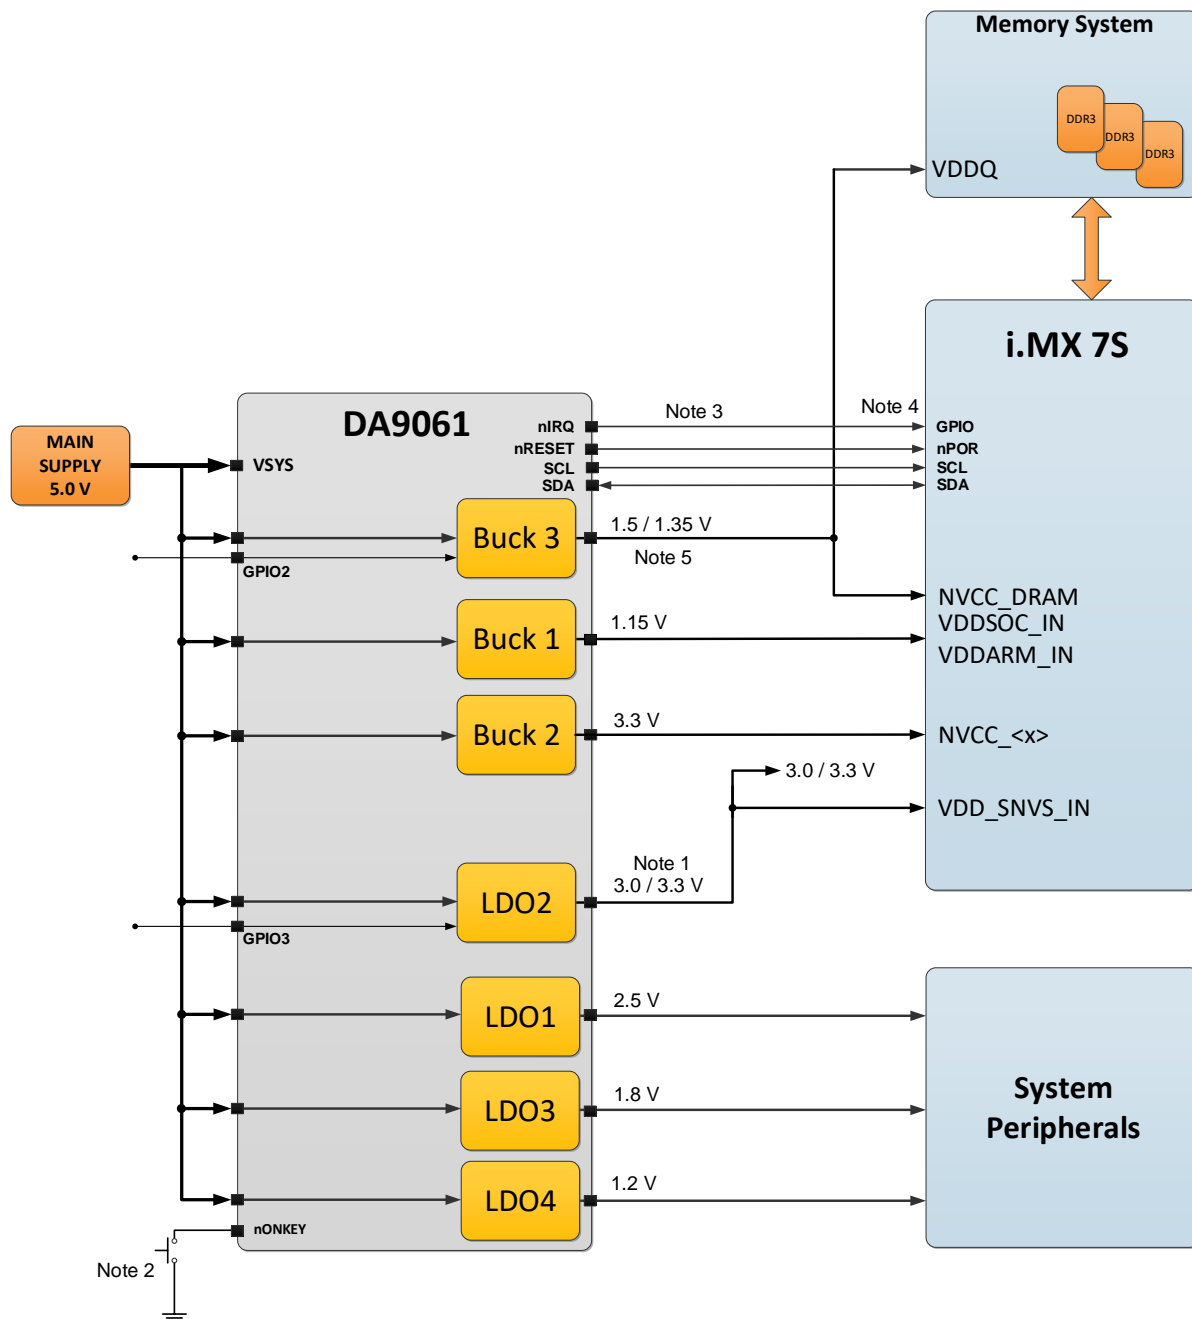 Memory System
DDR3
DDR3
DDR3
VDDQ
i.MX 7S
DA9061
MAIN
SUPPLY
5.0 V
VSYS
nIRQ
nRESET
SCL
SDA
Note 3
Note 4
GPIO
nPOR
SCL
SDA
Buck 3
1.5 / 1.35 V
Note 5
GPIO2
NVCC_DRAM
VDDSOC_IN
VDDARM_IN
Buck 1
1.15 V
Buck 2
3.3 V
NVCC_<x>
3.0 / 3.3 V
VDD_SNVS_IN
Note 1
3.0 / 3.3 V
LDO2
GPIO3
LDO1
2.5 V
LDO3
1.8 V
System
Peripherals
LDO4
1.2 V
nONKEY
Note 2